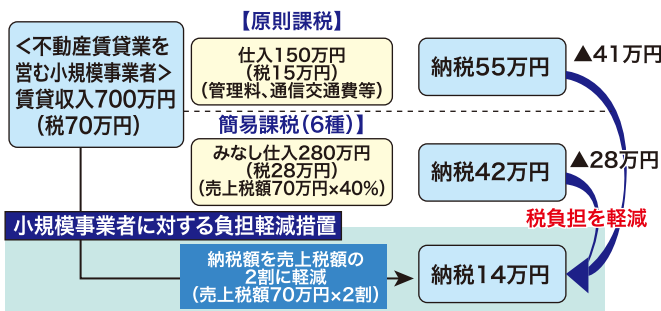 ＜不動産賃貸業を
営む小規模事業者＞
賃貸収入700万円
（税70万円）
【原則課税】
仕入150万円
（税15万円）
（管理料、通信交通費等）
納税55万円
▲41万円
簡易課税（6種）】
みなし仕入280万円
（税28万円）
（売上税額70万円×40%）
納税42万円
▲28万円
税負担を軽減
小規模事業者に対する負担軽減措置
納税額を売上税額の
2割に軽減
（売上税額70万円×2割）
納税14万円